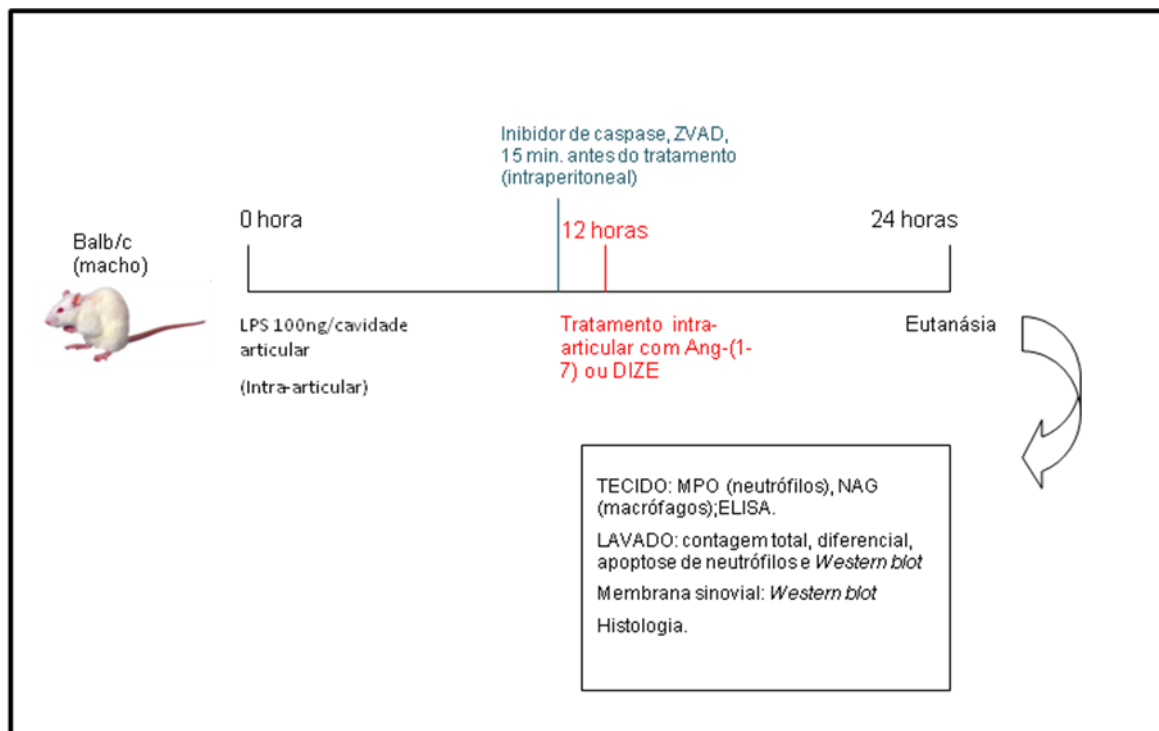 Inibidor de caspase, ZVAD,
15 min. antes do tratamento
(intraperitoneal)
0 hora
12 horas
24 horas
Balb/c
(macho)
LPS 100ng/cavidade
articular
(Intra-articular)
Tratamento intra-
articular com Ang-(1-
7) ou DIZE
Eutanásia
TECIDO: MPO (neutrófilos), NAG
(macrófagos);ELISA.
LAVADO: contagem total, diferencial,
apoptose de neutrófilos e Western blot
Membrana sinovial: Western blot
Histologia.